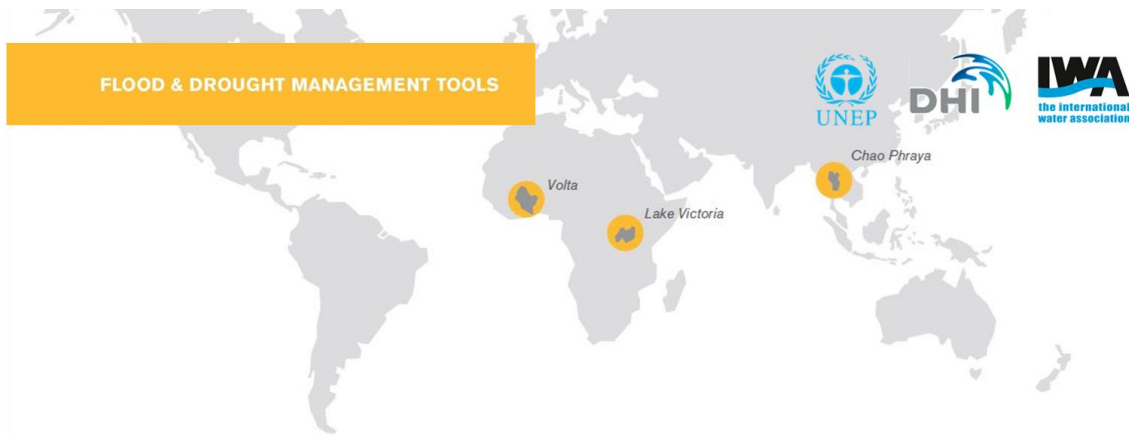 FLOOD & DROUGHT MANAGEMENT TOOLS
UNEP
DHI
IWA
the international
water association
Chao Phraya
Volta
Lake Victoria